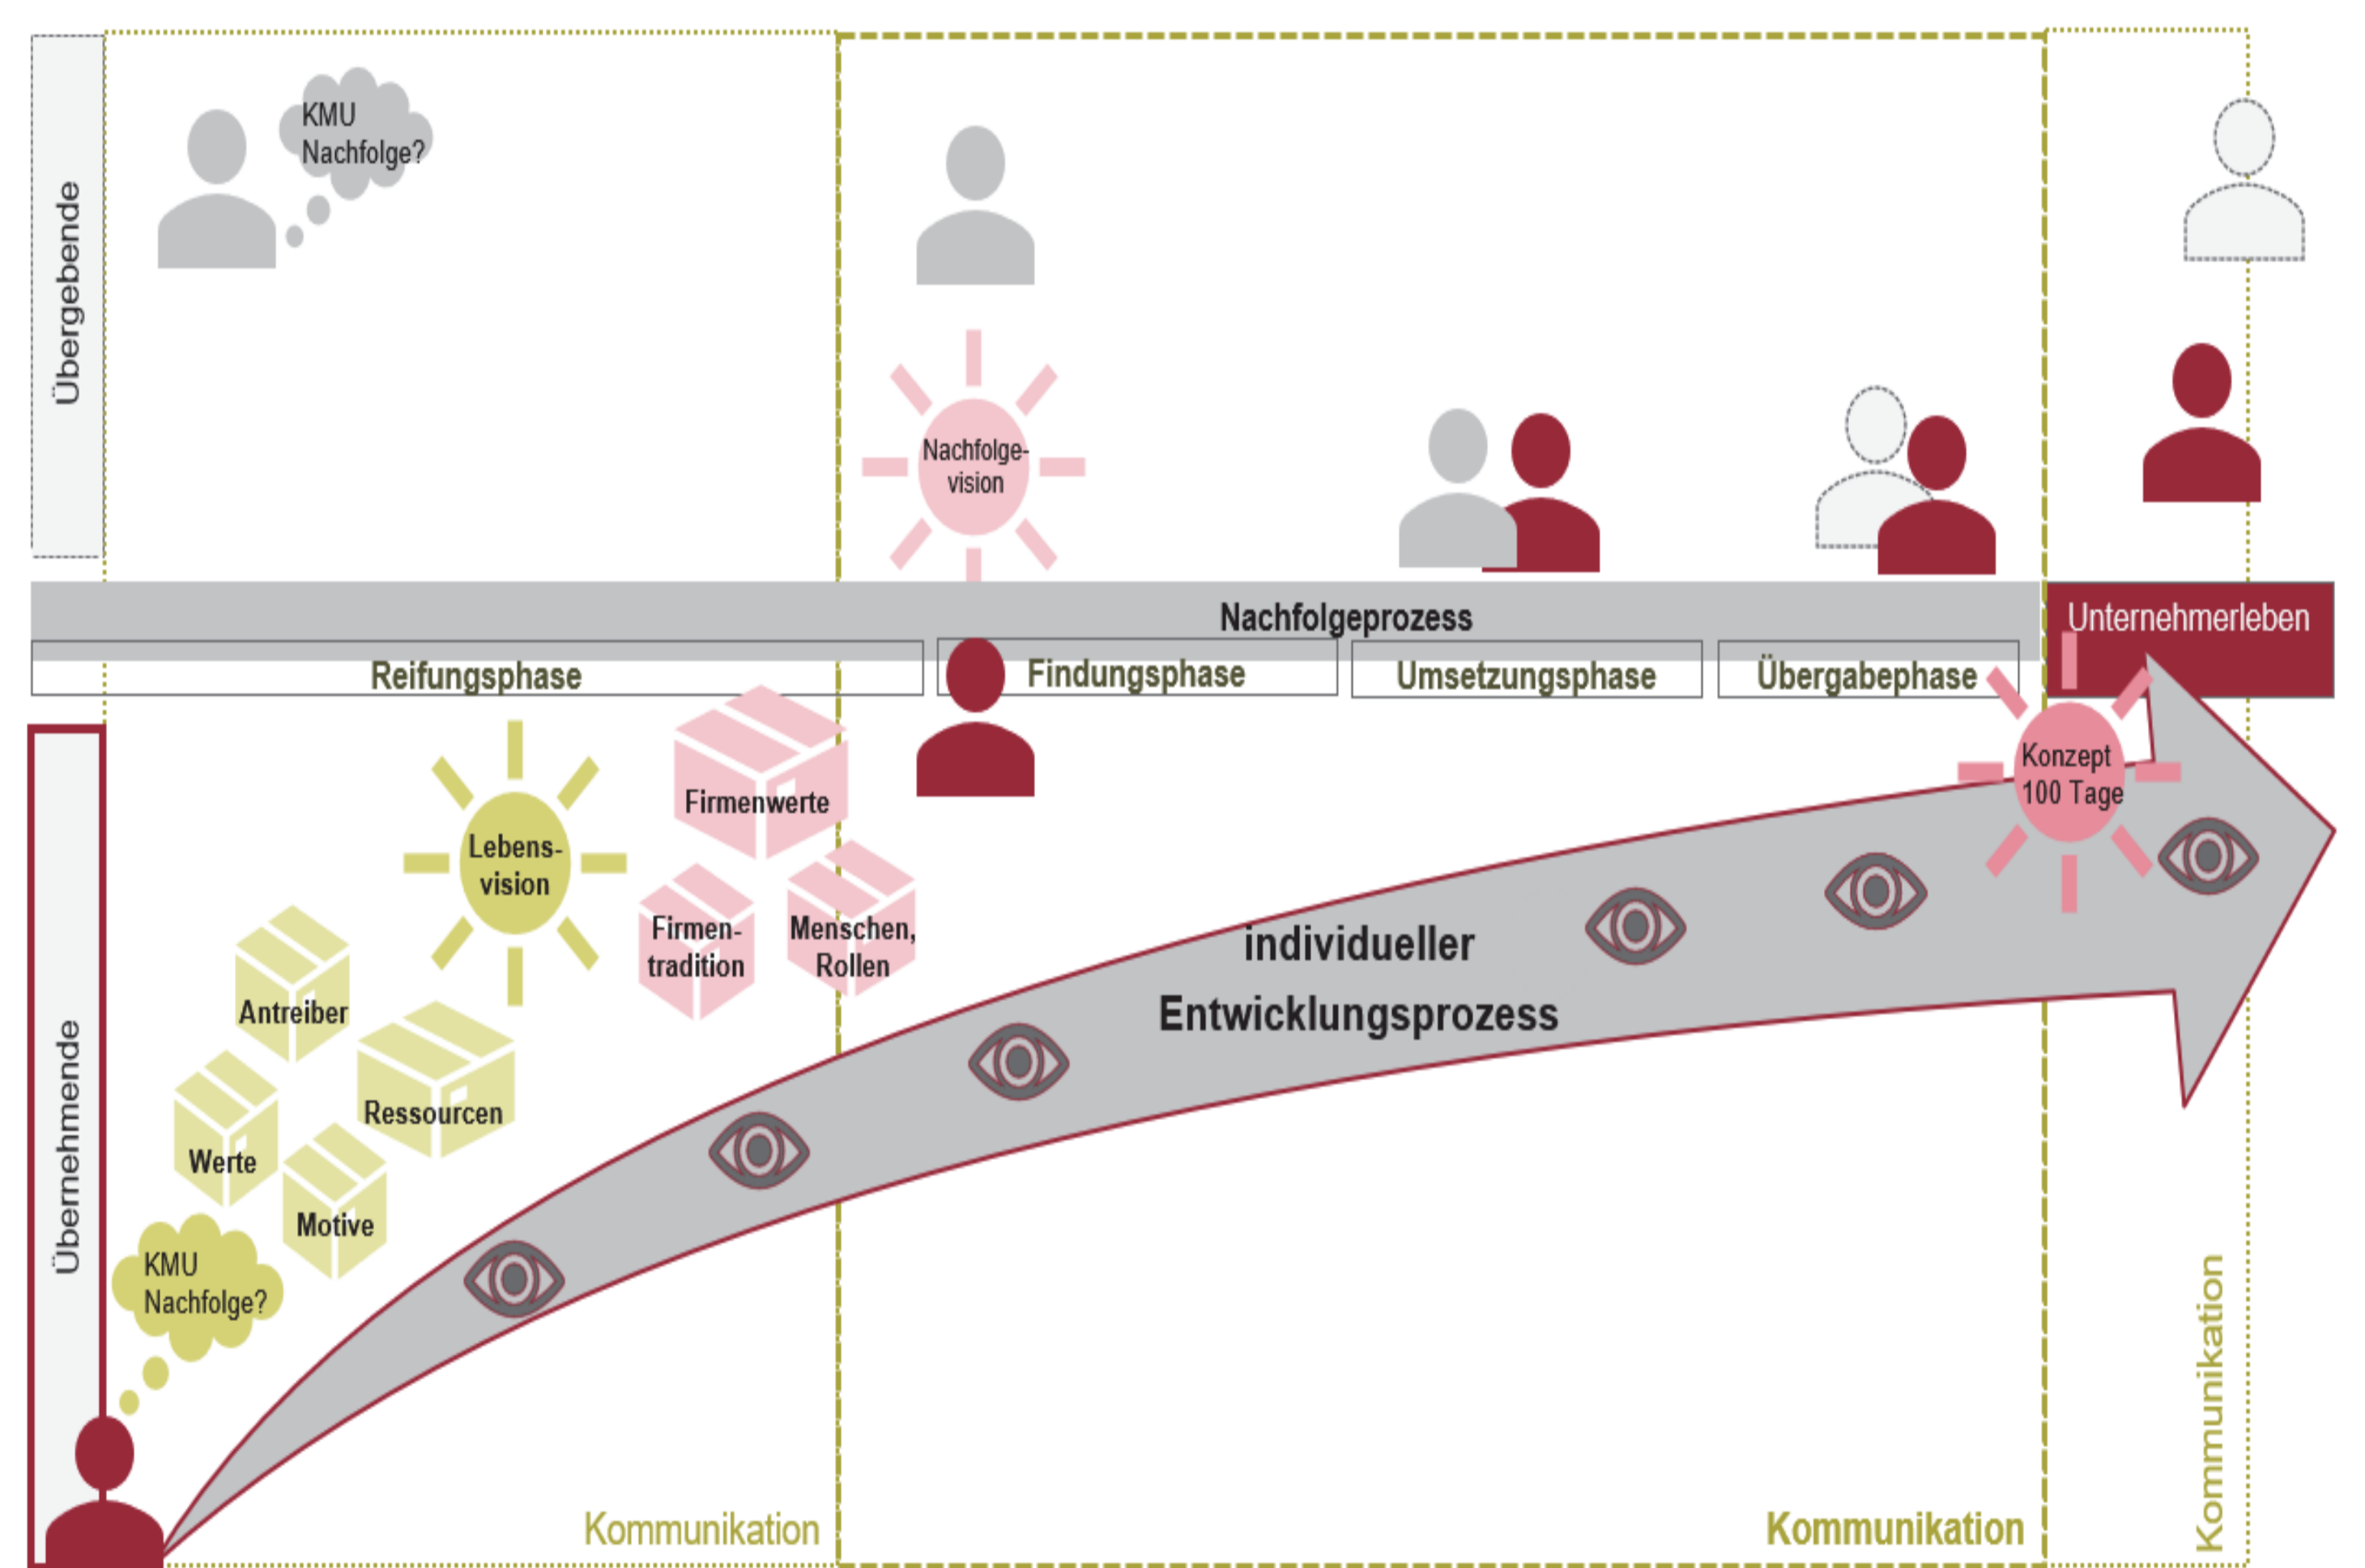 Übergebende
KMU
Nachfolge?
Nachfolge-
vision
Nachfolgeprozess
Unternehmerleben
Reifungsphase
Findungsphase
Umsetzungsphase
Übergabephase
Übernehmende
Konzept
100 Tage
Firmenwerte
Lebens-
vision
Firmen-
tradition
Menschen,
Rollen
individueller
Entwicklungsprozess
Antreiber
Ressourcen
Werte
Motive
KMU
Nachfolge?
Kommunikation
Kommunikation
Kommunikation